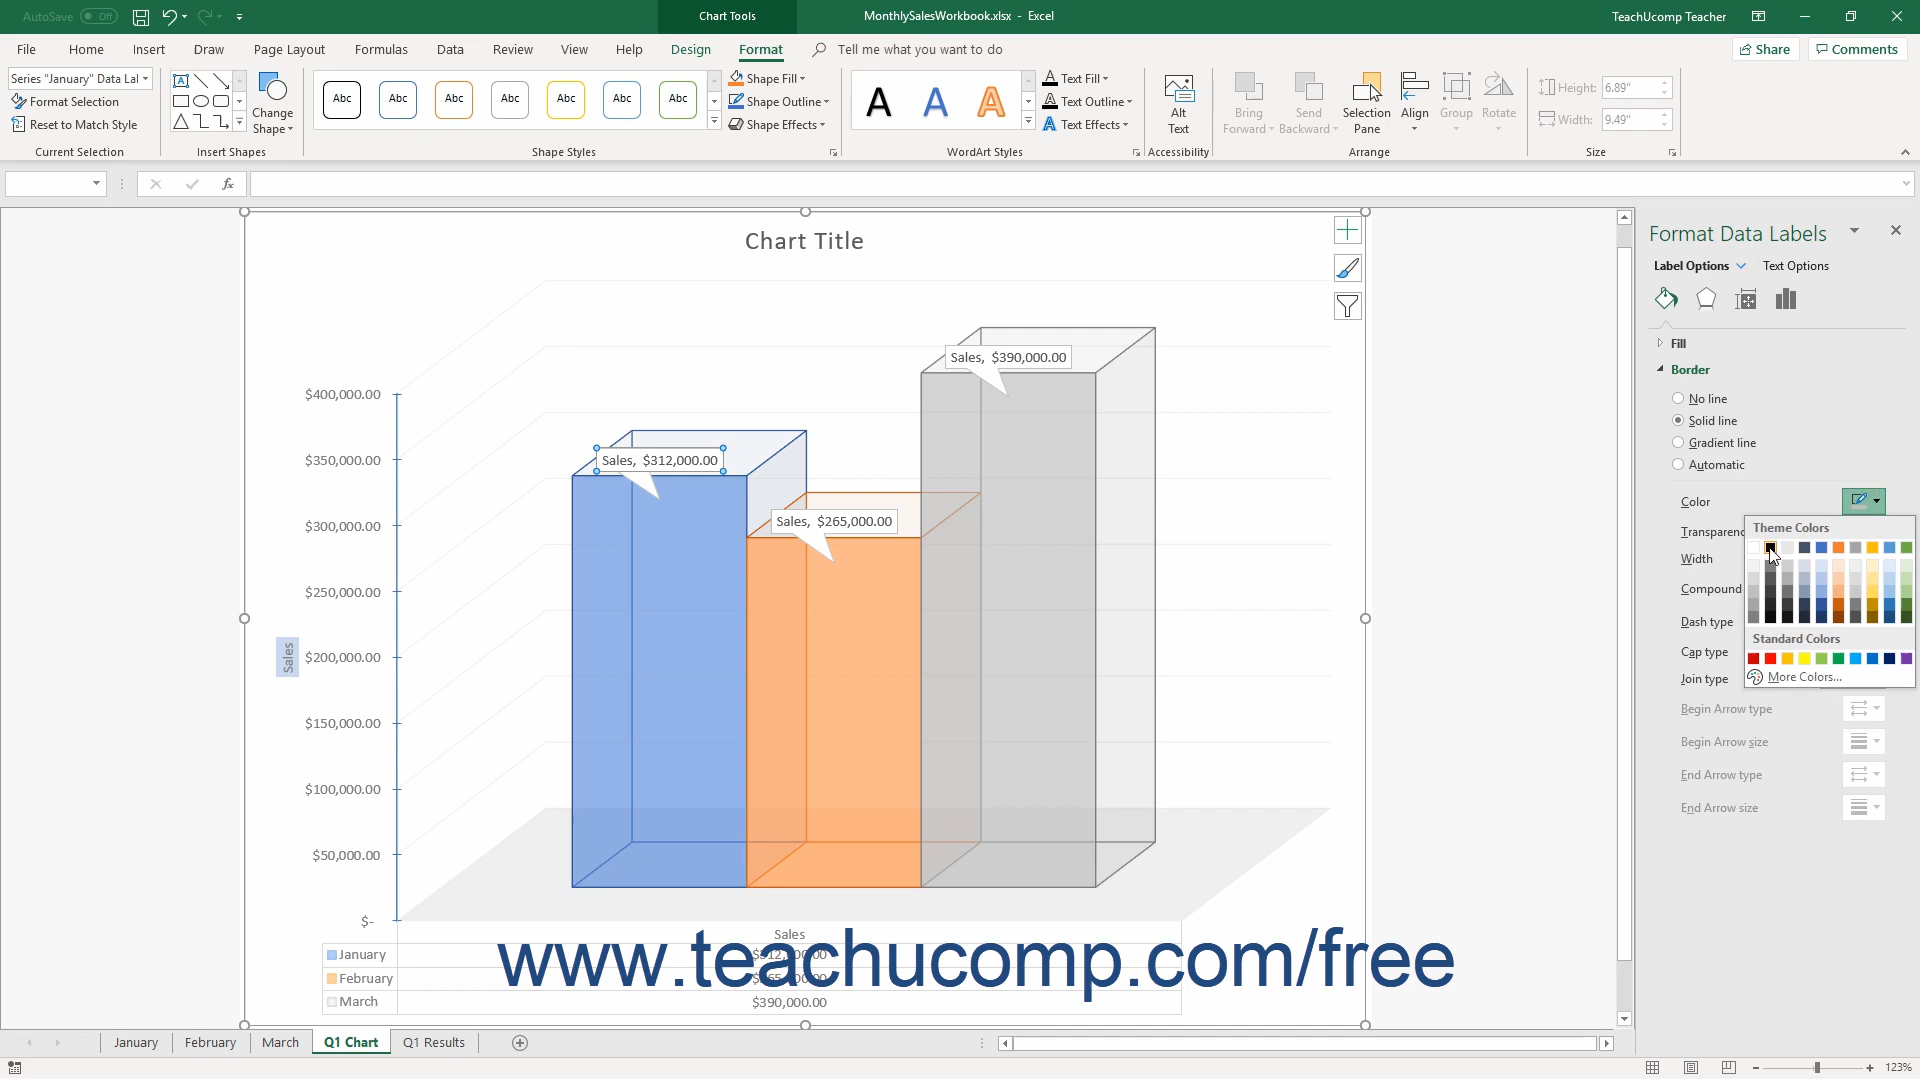 AutoSave Off
Chart Tools
MonthlySalesWorkbook.xlsx - Excel
TeachUcomp Teacher
File Home Insert Draw Page Layout Formulas Data Review View Help Design Format Tell me what you want to do Share Comments
Series "January" Data Lal
Format Selection
Reset to Match Style
Current Selection
Change
Shape
Insert Shapes
Abc Abc Abc Abc Abc Abc Abc
Shape Fill
Shape Outline
Shape Effects
Shape Styles
A A A
Text Fill
Text Outline
Text Effects
WordArt Styles
Alt
Text
Accessibility
Bring
Forward
Send
Backward
Selection
Pane
Align
Group
Rotate
Arrange
Height: 6.89"
Width: 9.49"
Size
fx
Chart Title
$400,000.00
$350,000.00
$300,000.00
$250,000.00
$200,000.00
$150,000.00
$100,000.00
$50,000.00
$-
Sales
Sales, $312,000.00
Sales, $265,000.00
Sales, $390,000.00
Sales
January
February
March
$390,000.00
www.teachucomp.com/free
Format Data Labels
Label Options Text Options
Fill
Border
No line
Solid line
Gradient line
Automatic
Color
Theme Colors
Width
Compound
Dash type
Cap type
Join type
Standard Colors
More Colors...
Begin Arrow type
Begin Arrow size
End Arrow type
End Arrow size
January February March Q1 Chart Q1 Results
123%